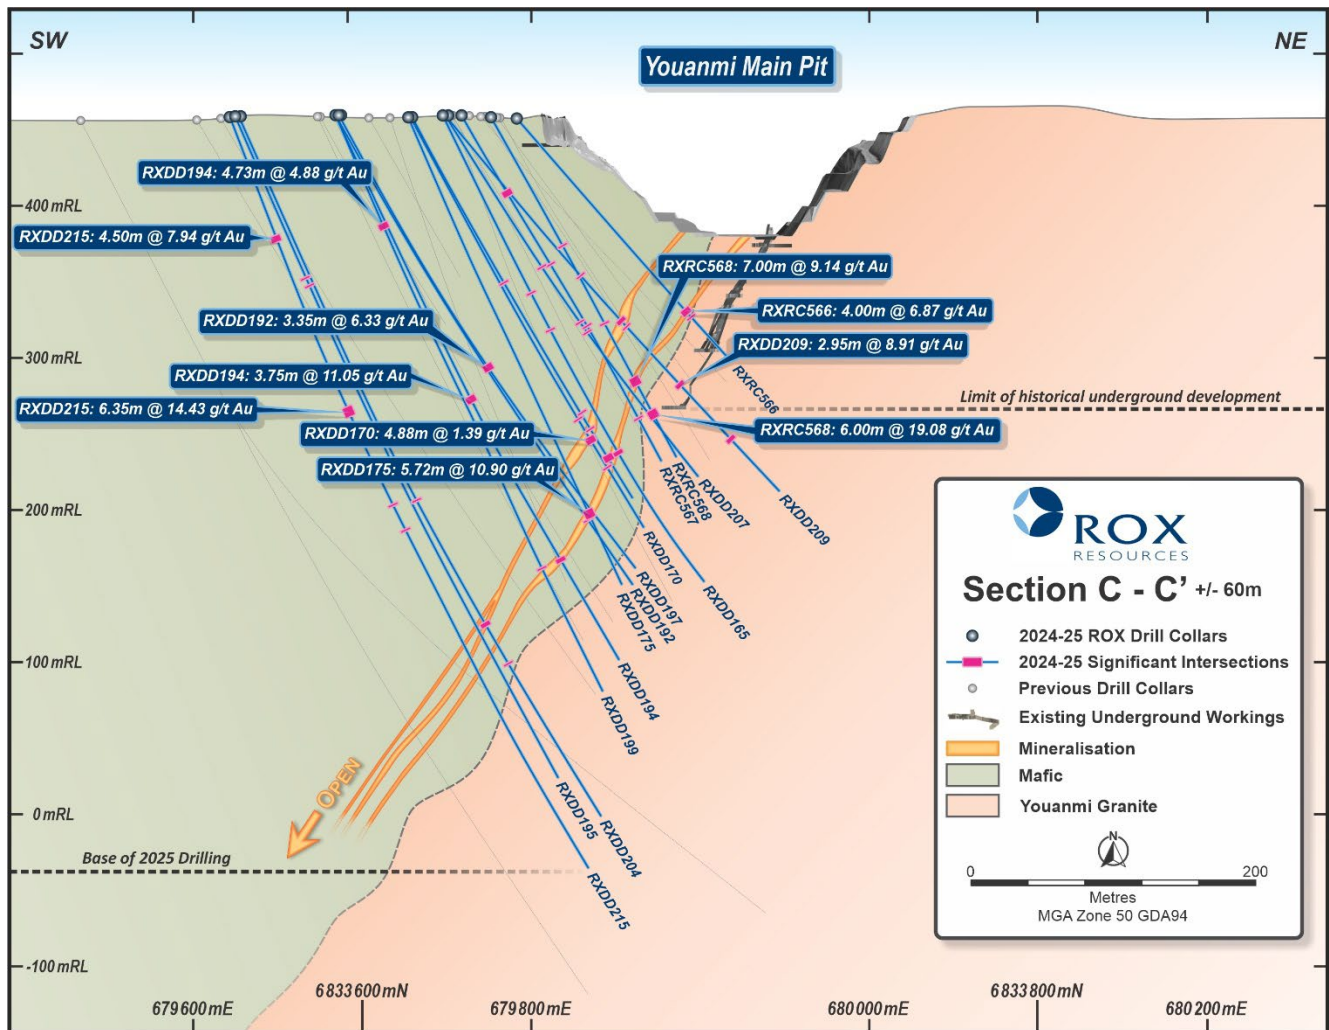 SW
NE
Youanmi Main Pit
RXDD194: 4.73m @ 4.88 g/t Au
400 mRL
RXDD215: 4.50m @ 7.94 g/t Au
RXRC568: 7.00m @ 9.14 g/t Au
RXRC566: 4.00m @ 6.87 g/t Au
RXDD192: 3.35m @ 6.33 g/t Au
RXDD209: 2.95m @ 8.91 g/t Au
300 mRL
RXDD194: 3.75m @ 11.05 g/t Au
RXRC566
Limit of historical underground development
RXDD215: 6.35m @ 14.43 g/t Au
RXDD170: 4.88m @ 1.39 g/t Au
RXRC568: 6.00m @ 19.08 g/t Au
RXDD175: 5.72m @ 10.90 g/t Au
200 mRL
RXRC567
RXRC568
RXDD207
RXDD209
RXDD170
RXDD197
RXDD192
RXDD175
RXDD165
100 mRL
RXDD194
RXDD199
0 mRL
OPEN
RXDD195
RXDD204
RXDD215
Base of 2025 Drilling
-100 mRL
679600mE
6833600mN
679800mE
680000mE
6833800mN
680200mE
ROX
RESOURCES
Section C - C’ +/- 60m
2024-25 ROX Drill Collars
2024-25 Significant Intersections
Previous Drill Collars
Existing Underground Workings
Mineralisation
Mafic
Youanmi Granite
N
0
200
Metres
MGA Zone 50 GDA94